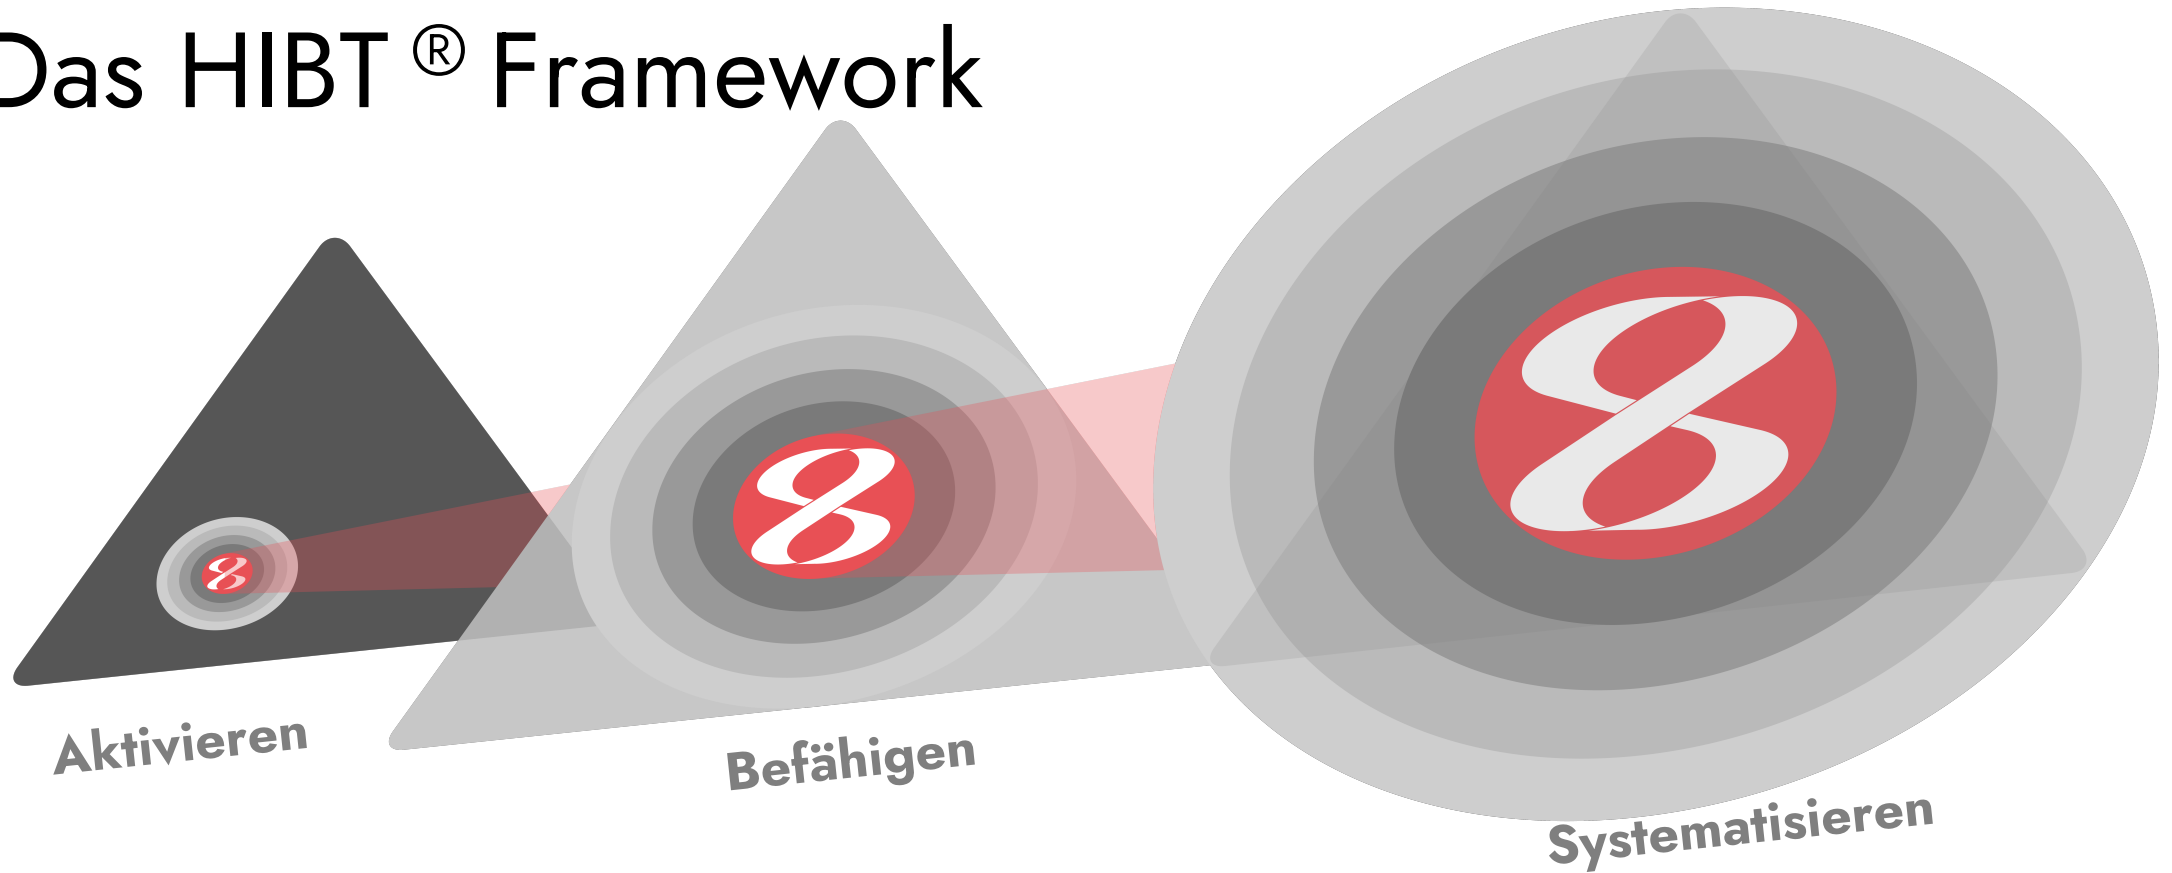 Das HIBT ® Framework
Aktivieren
Befähigen
Systematisieren